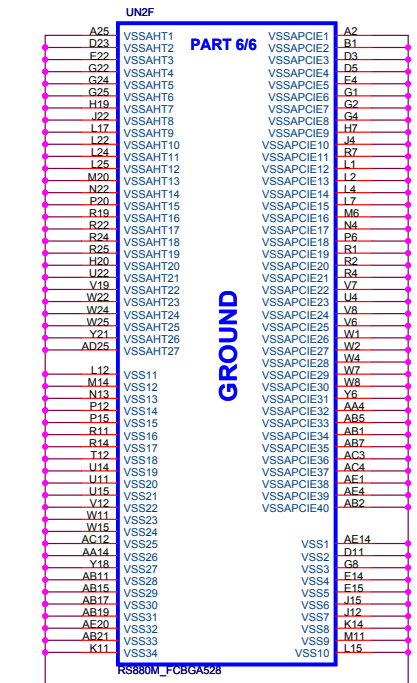 UN2F
PART 6/6
A25 VSSAHT1 VSSAPCIE1 A2
D23 VSSAHT2 VSSAPCIE2 B1
E22 VSSAHT3 VSSAPCIE3 D3
G22 VSSAHT4 VSSAPCIE4 D5
G24 VSSAHT5 VSSAPCIE5 E4
G25 VSSAHT6 VSSAPCIE6 G1
H19 VSSAHT7 VSSAPCIE7 G2
J22 VSSAHT8 VSSAPCIE8 G4
L17 VSSAHT9 VSSAPCIE9 H7
L22 VSSAHT10 VSSAPCIE10 J4
L24 VSSAHT11 VSSAPCIE11 R7
L25 VSSAHT12 VSSAPCIE12 L1
M20 VSSAHT13 VSSAPCIE13 L2
N22 VSSAHT14 VSSAPCIE14 L4
P20 VSSAHT15 VSSAPCIE15 L7
R19 VSSAHT16 VSSAPCIE16 M6
R22 VSSAHT17 VSSAPCIE17 N4
R24 VSSAHT18 VSSAPCIE18 P6
R25 VSSAHT19 VSSAPCIE19 R1
H20 VSSAHT20 VSSAPCIE20 R2
U22 VSSAHT21 VSSAPCIE21 R4
V19 VSSAHT22 VSSAPCIE22 V7
W22 VSSAHT23 VSSAPCIE23 U4
W24 VSSAHT24 VSSAPCIE24 V8
W25 VSSAHT25 VSSAPCIE25 V6
Y21 VSSAHT26 VSSAPCIE26 W1
AD25 VSSAHT27 VSSAPCIE27 W2
VSSAPCIE28 W4
L12 VSS11 VSSAPCIE29 W7
M14 VSS12 VSSAPCIE30 W8
N13 VSS13 VSSAPCIE31 Y6
P12 VSS14 VSSAPCIE32 AA4
P15 VSS15 VSSAPCIE33 AB5
R11 VSS16 VSSAPCIE34 AB1
R14 VSS17 VSSAPCIE35 AB7
T12 VSS18 VSSAPCIE36 AC3
U14 VSS19 VSSAPCIE37 AC4
U11 VSS20 VSSAPCIE38 AE1
U15 VSS21 VSSAPCIE39 AE4
V12 VSS22 VSSAPCIE40 AB2
W11 VSS23
W15 VSS24
AC12 VSS25 VSS1 AE14
AA14 VSS26 VSS2 D11
Y18 VSS27 VSS3 G8
AB11 VSS28 VSS4 E14
AB15 VSS29 VSS5 E15
AB17 VSS30 VSS6 J15
AB19 VSS31 VSS7 J12
AE20 VSS32 VSS8 K14
AB21 VSS33 VSS9 M11
K11 VSS34 VSS10 L15
GROUND
RS880M_FCBGA528